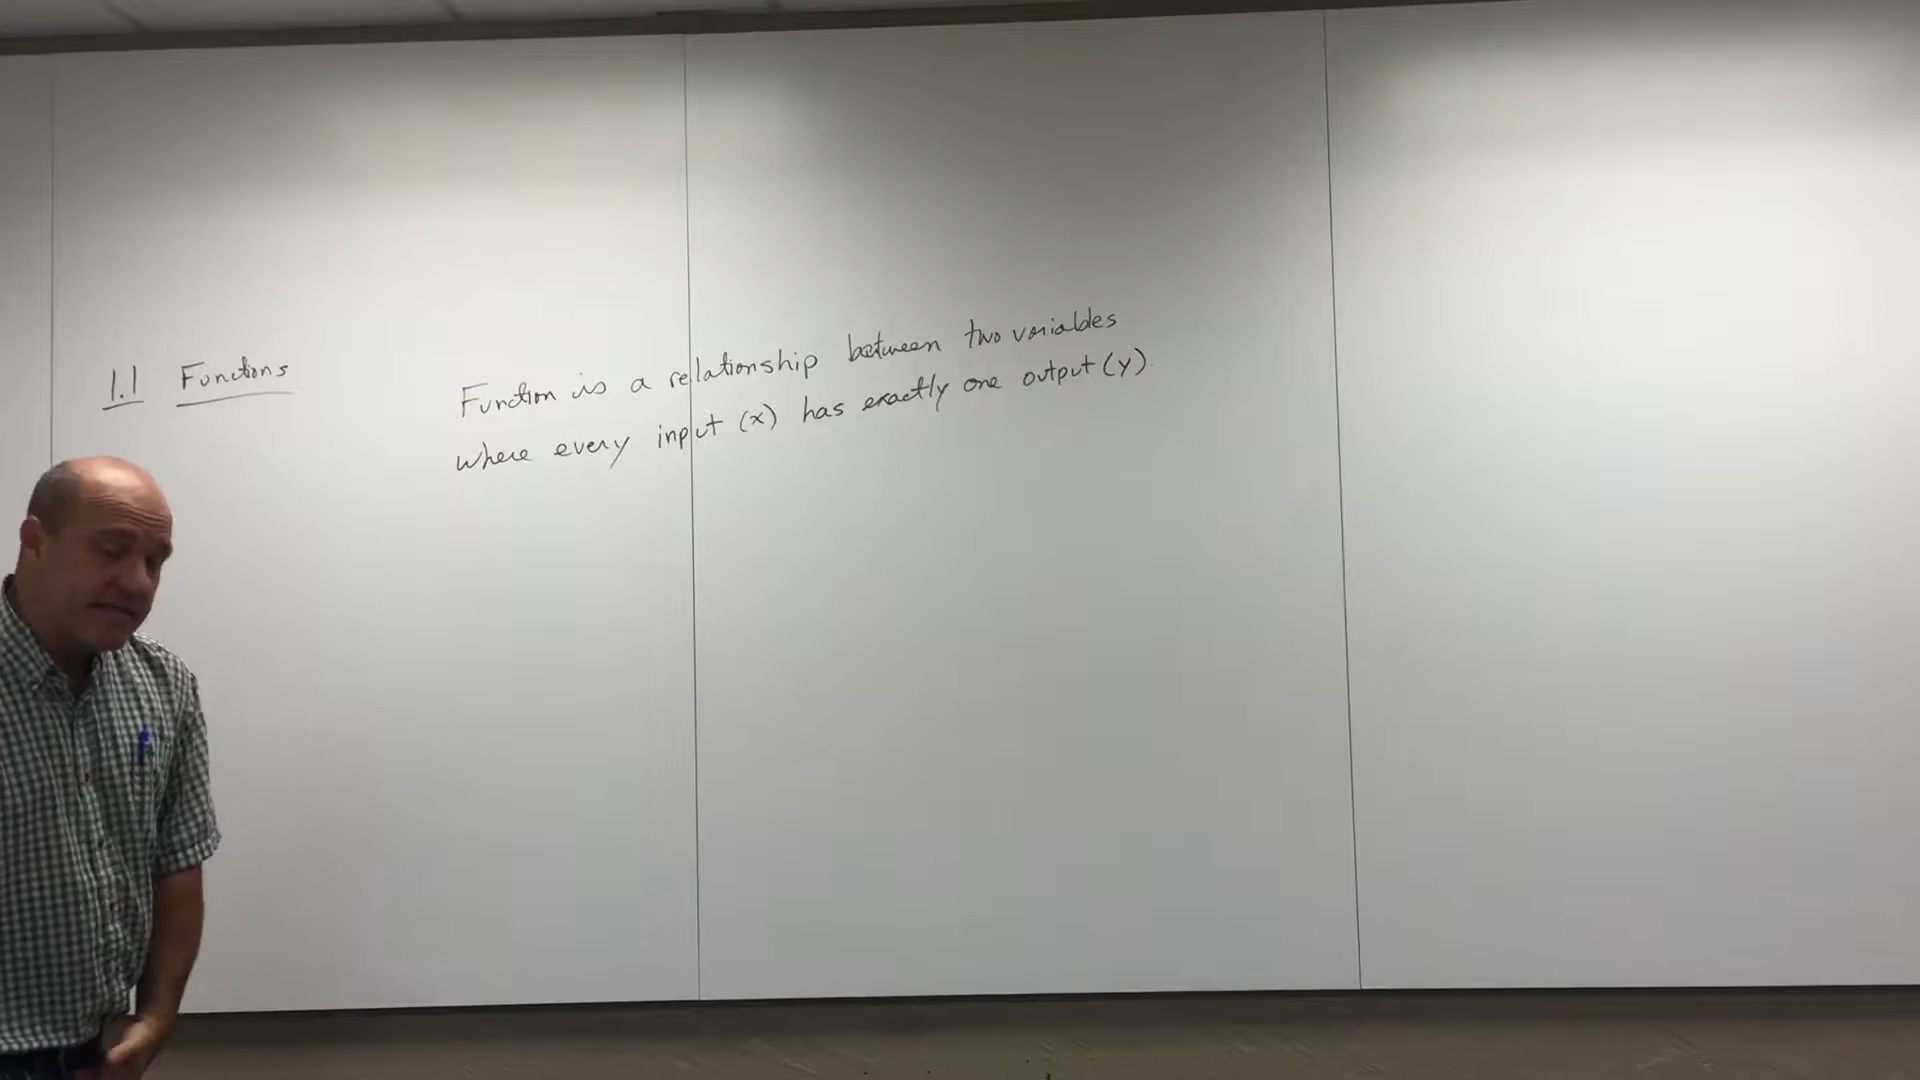 1.1 Functions
Function is a relationship between two variables
where every input (x) has exactly one output (y).